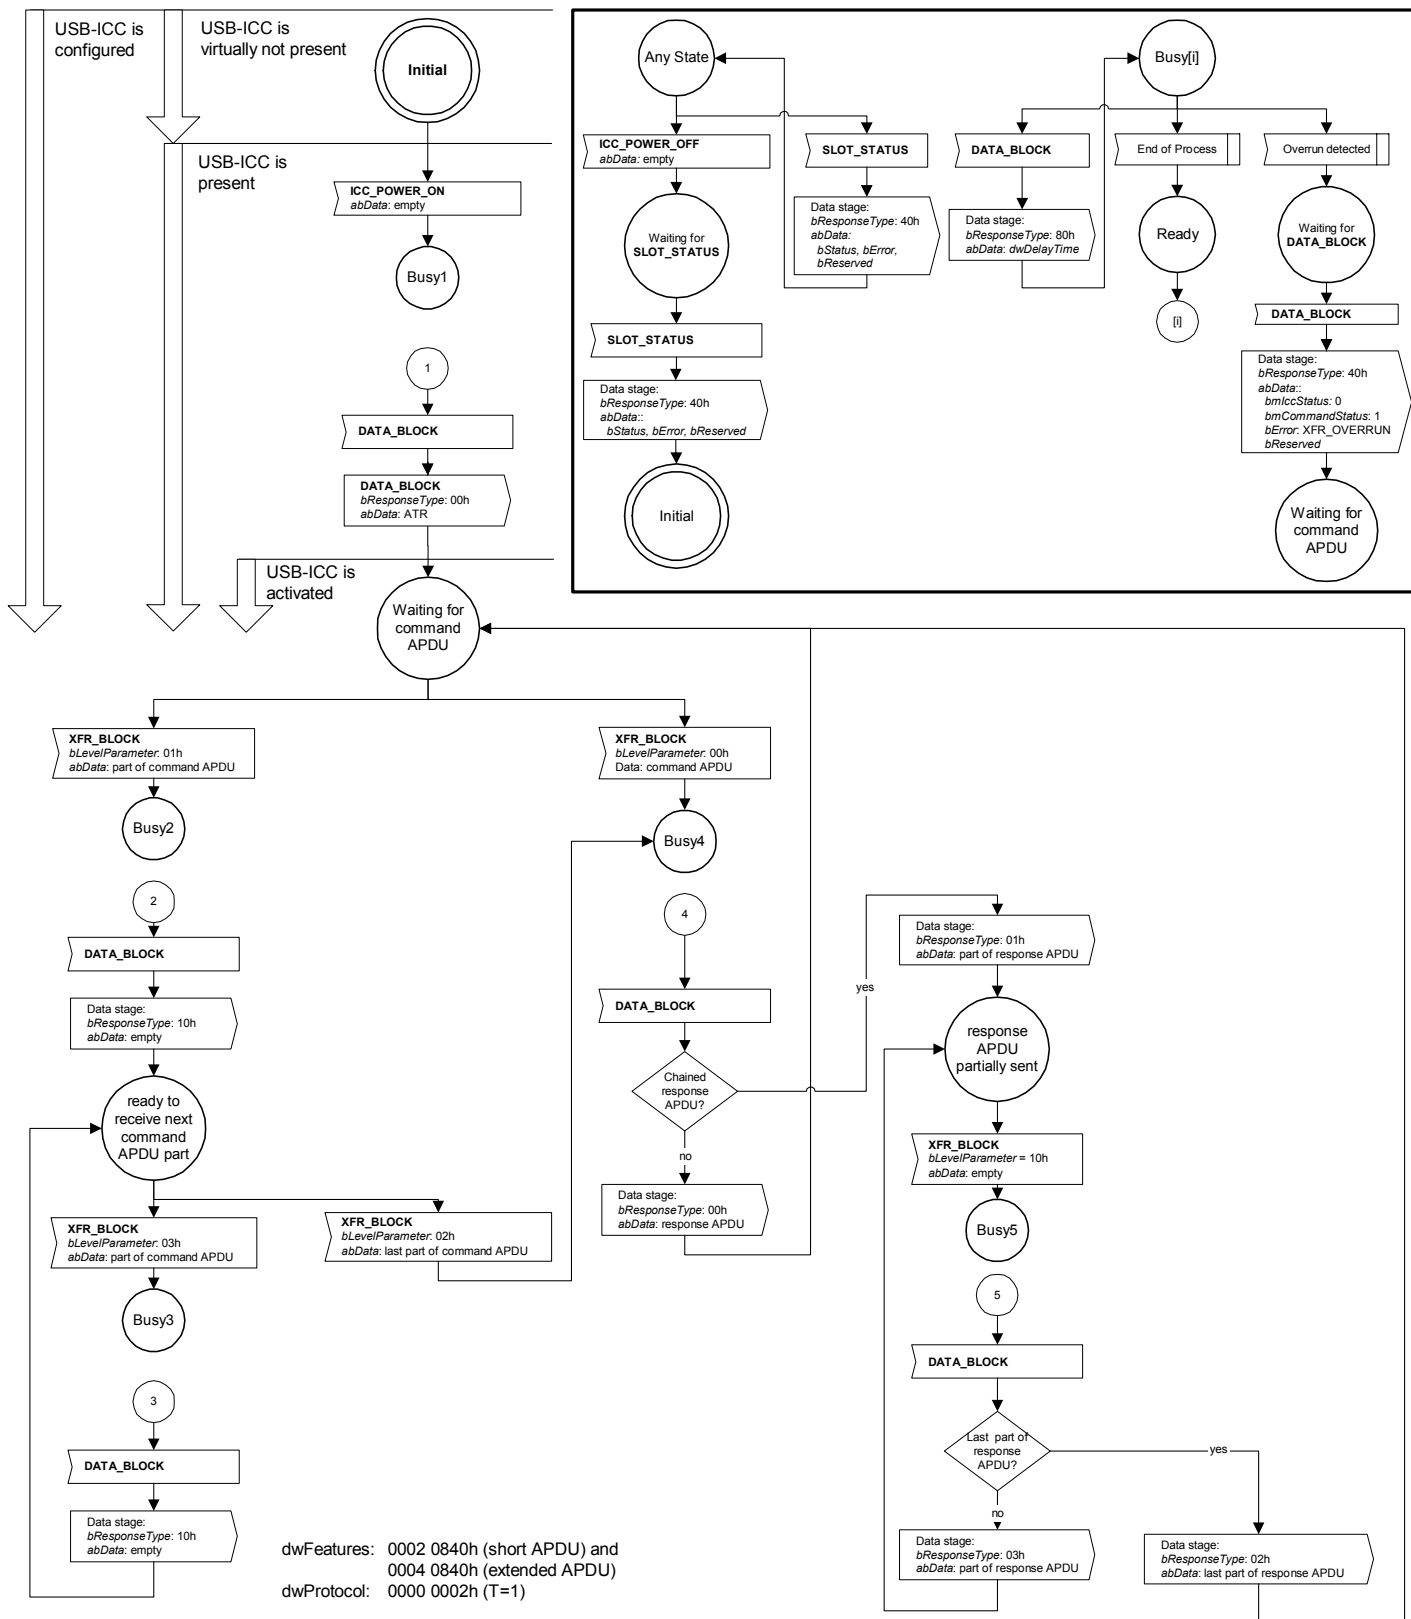 USB-ICC is
configured
USB-ICC is
virtually not present
Initial
USB-ICC is
present
ICC_POWER_ON
abData: empty
Busy1
1
DATA_BLOCK
DATA_BLOCK
bResponseType: 00h
abData: ATR
USB-ICC is
activated
Any State
ICC_POWER_OFF
abData: empty
SLOT_STATUS
Waiting for
SLOT_STATUS
Data stage:
bResponseType: 40h
abData:
bStatus, bError,
bReserved
SLOT_STATUS
Data stage:
bResponseType: 40h
abData::
bStatus, bError, bReserved
Initial
Busy[i]
DATA_BLOCK
End of Process
Overrun detected
Data stage:
bResponseType: 80h
abData: dwDelayTime
Ready
[i]
Waiting for
DATA_BLOCK
DATA_BLOCK
Data stage:
bResponseType: 40h
abData::
bmIccStatus: 0
bmCommandStatus: 1
bError: XFR_OVERRUN
bReserved
Waiting for
command
APDU
Waiting for
command
APDU
XFR_BLOCK
bLevelParameter: 01h
abData: part of command APDU
Busy2
2
DATA_BLOCK
Data stage:
bResponseType: 10h
abData: empty
ready to
receive next
command
APDU part
XFR_BLOCK
bLevelParameter: 03h
abData: part of command APDU
Busy3
3
DATA_BLOCK
Data stage:
bResponseType: 10h
abData: empty
XFR_BLOCK
bLevelParameter: 02h
abData: last part of command APDU
XFR_BLOCK
bLevelParameter: 00h
Data: command APDU
Busy4
4
DATA_BLOCK
Chained
response
APDU?
yes
no
Data stage:
bResponseType: 00h
abData: response APDU
Data stage:
bResponseType: 01h
abData: part of response APDU
response
APDU
partially sent
XFR_BLOCK
bLevelParameter = 10h
abData: empty
Busy5
5
DATA_BLOCK
Last part of
response
APDU?
yes
no
Data stage:
bResponseType: 03h
abData: part of response APDU
Data stage:
bResponseType: 02h
abData: last part of response APDU
dwFeatures: 0002 0840h (short APDU) and
0004 0840h (extended APDU)
dwProtocol: 0000 0002h (T=1)